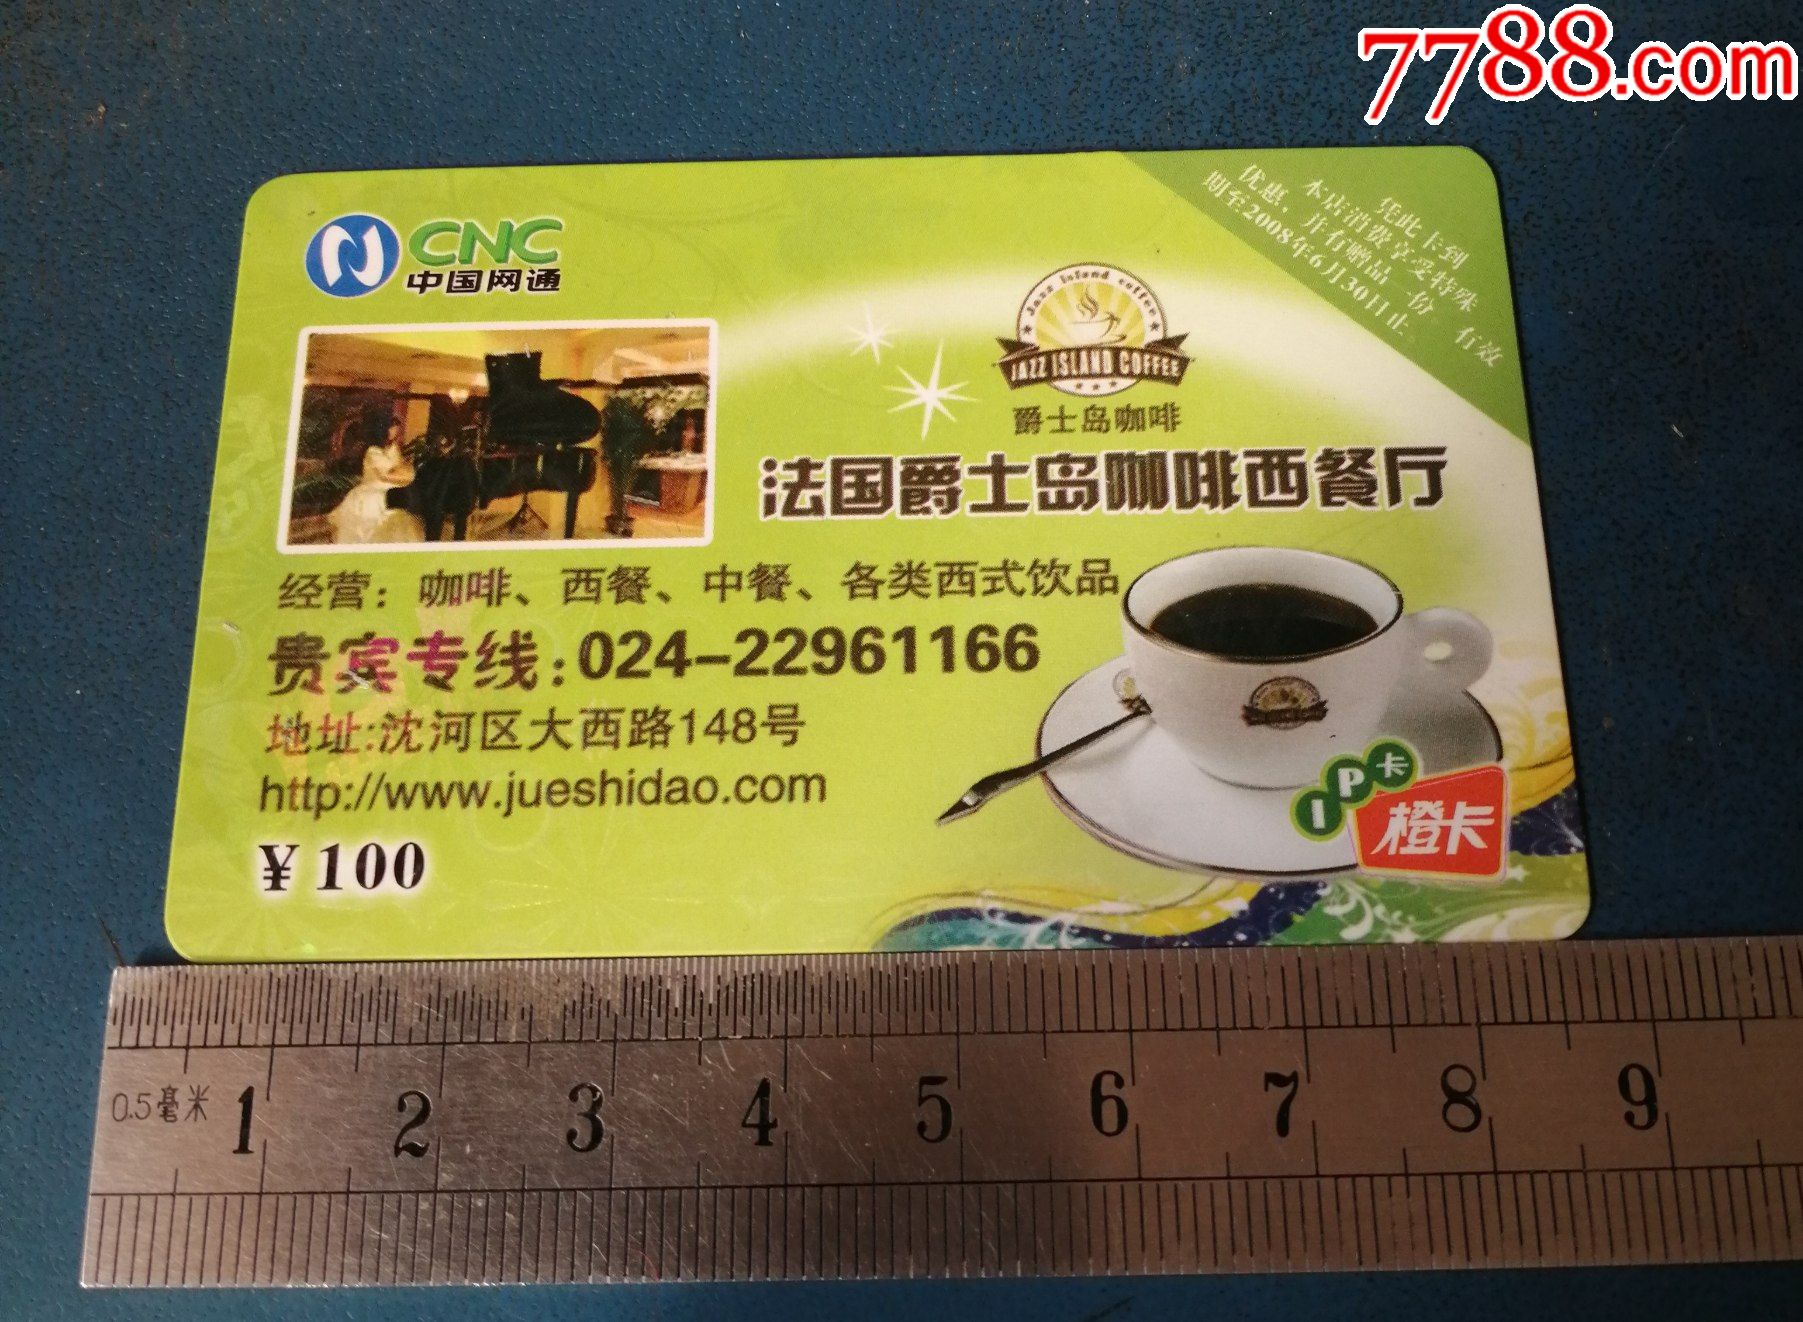 7788.com
凭此卡到
本店消费享受特殊
优惠，并有赠品一份 有效
期至2008年6月30日止。
CNC
中国网通
Jazz Island coffee
JAZZ ISLAND COFFEE
爵士岛咖啡
法国爵士岛咖啡西餐厅
经营：咖啡、西餐、中餐、各类西式饮品
贵宾专线：024-22961166
地址:沈河区大西路148号
http://www.jueshidao.com
¥100
IP卡
橙卡
0.5毫米 1 2 3 4 5 6 7 8 9